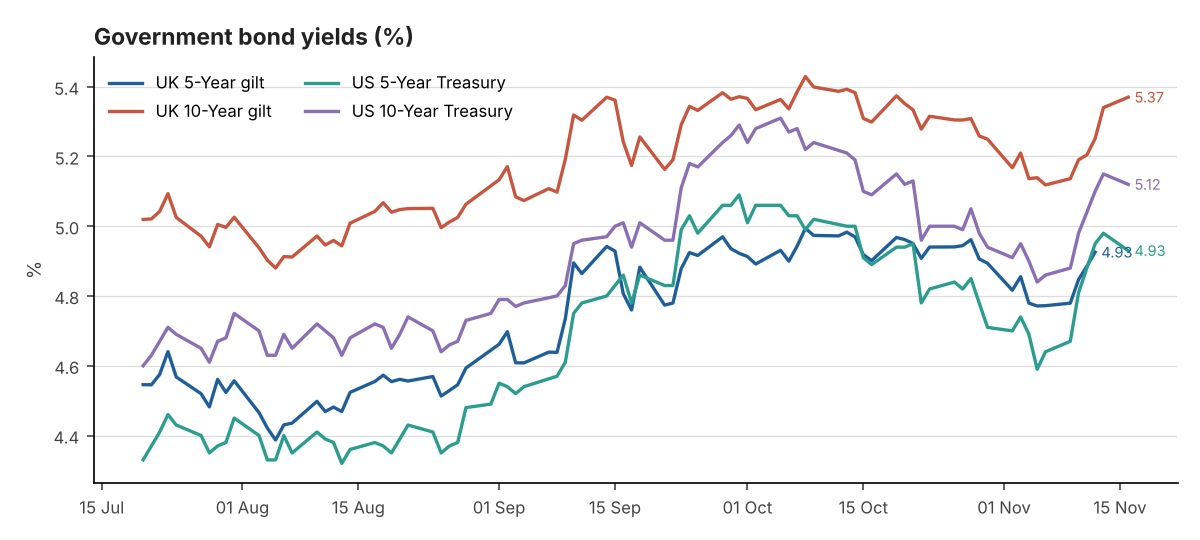 Government bond yields (%)
UK 5-Year gilt
US 5-Year Treasury
UK 10-Year gilt
US 10-Year Treasury
%
5.4
5.2
5.0
4.8
4.6
4.4
5.37
5.12
4.93
4.93
15 Jul
01 Aug
15 Aug
01 Sep
15 Sep
01 Oct
15 Oct
01 Nov
15 Nov